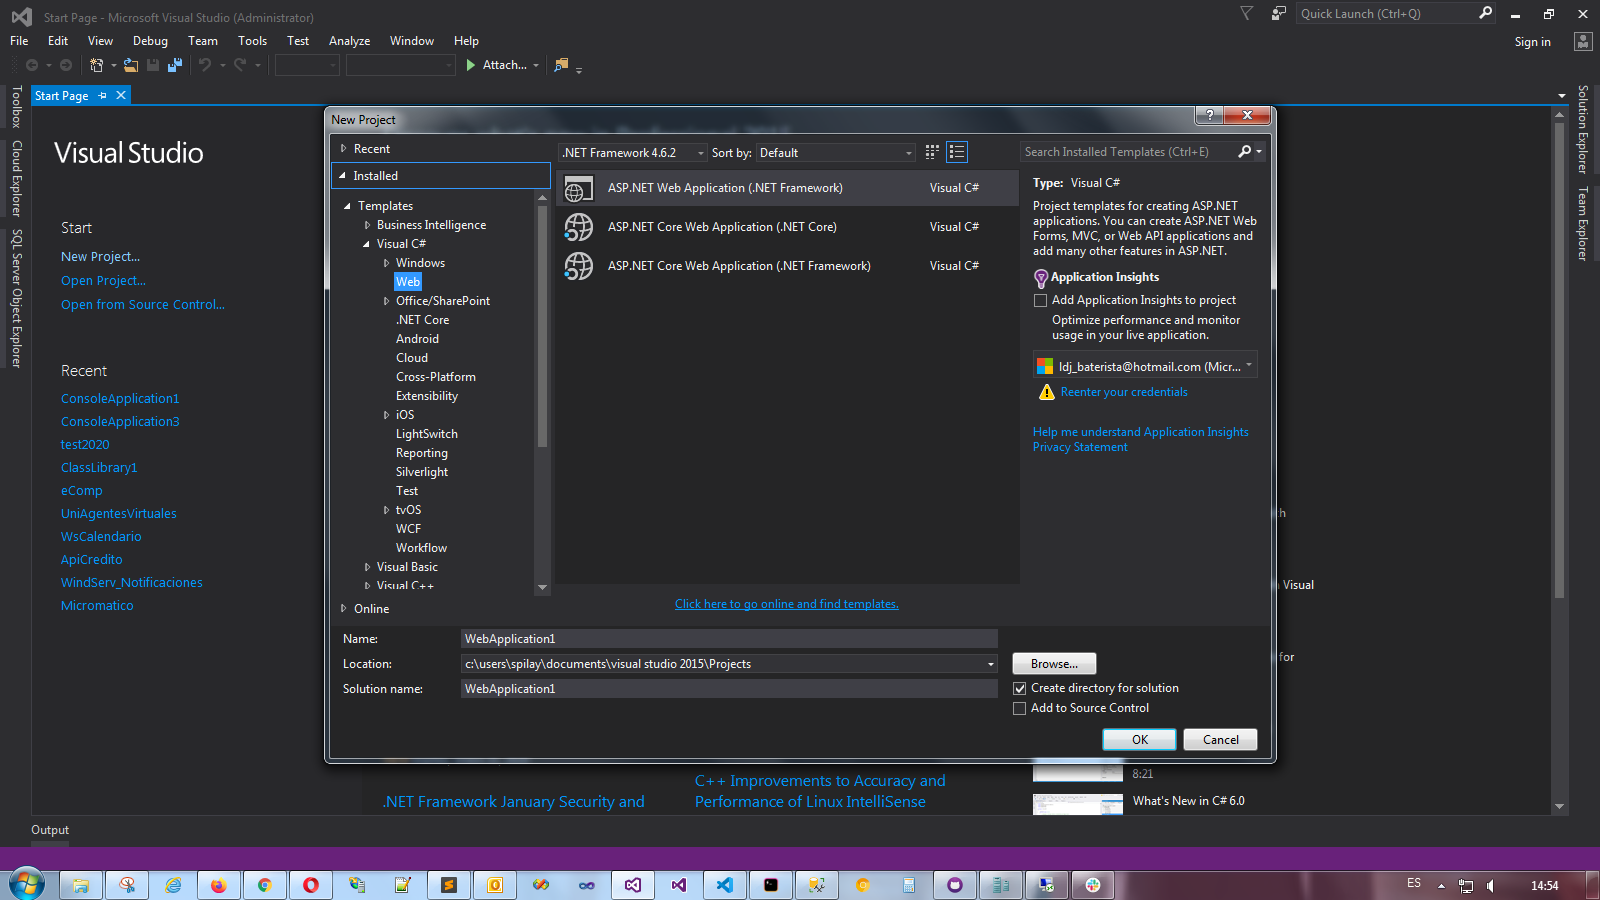 Start Page - Microsoft Visual Studio (Administrator)
Quick Launch (Ctrl+Q)
File Edit View Debug Team Tools Test Analyze Window Help
Sign in
Attach...
Start Page
Toolbox
Cloud Explorer
SQL Server Object Explorer
Solution Explorer
Team Explorer
Visual Studio
Start
New Project...
Open Project...
Open from Source Control...
Recent
ConsoleApplication1
ConsoleApplication3
test2020
ClassLibrary1
eComp
UniAgentesVirtuales
WsCalendario
ApiCredito
WindServ_Notificaciones
Micromatico
New Project
?
Recent
Installed
Templates
Business Intelligence
Visual C#
Windows
Web
Office/SharePoint
.NET Core
Android
Cloud
Cross-Platform
Extensibility
iOS
LightSwitch
Reporting
Silverlight
Test
tvOS
WCF
Workflow
Visual Basic
Visual C++
Online
.NET Framework 4.6.2 Sort by: Default
ASP.NET Web Application (.NET Framework) Visual C#
ASP.NET Core Web Application (.NET Core) Visual C#
ASP.NET Core Web Application (.NET Framework) Visual C#
Click here to go online and find templates.
Search Installed Templates (Ctrl+E)
Type: Visual C#
Project templates for creating ASP.NET
applications. You can create ASP.NET Web
Forms, MVC, or Web API applications and
add many other features in ASP.NET.
Application Insights
Add Application Insights to project
Optimize performance and monitor
usage in your live application.
ldj_baterista@hotmail.com (Micr...
Reenter your credentials
Help me understand Application Insights
Privacy Statement
Name: WebApplication1
Location: c:\users\spilay\documents\visual studio 2015\Projects
Browse...
Solution name: WebApplication1
Create directory for solution
Add to Source Control
OK Cancel
Visual
for
.NET Framework January Security and
C++ Improvements to Accuracy and
Performance of Linux IntelliSense
8:21
What's New in C# 6.0
Output
ES
14:54